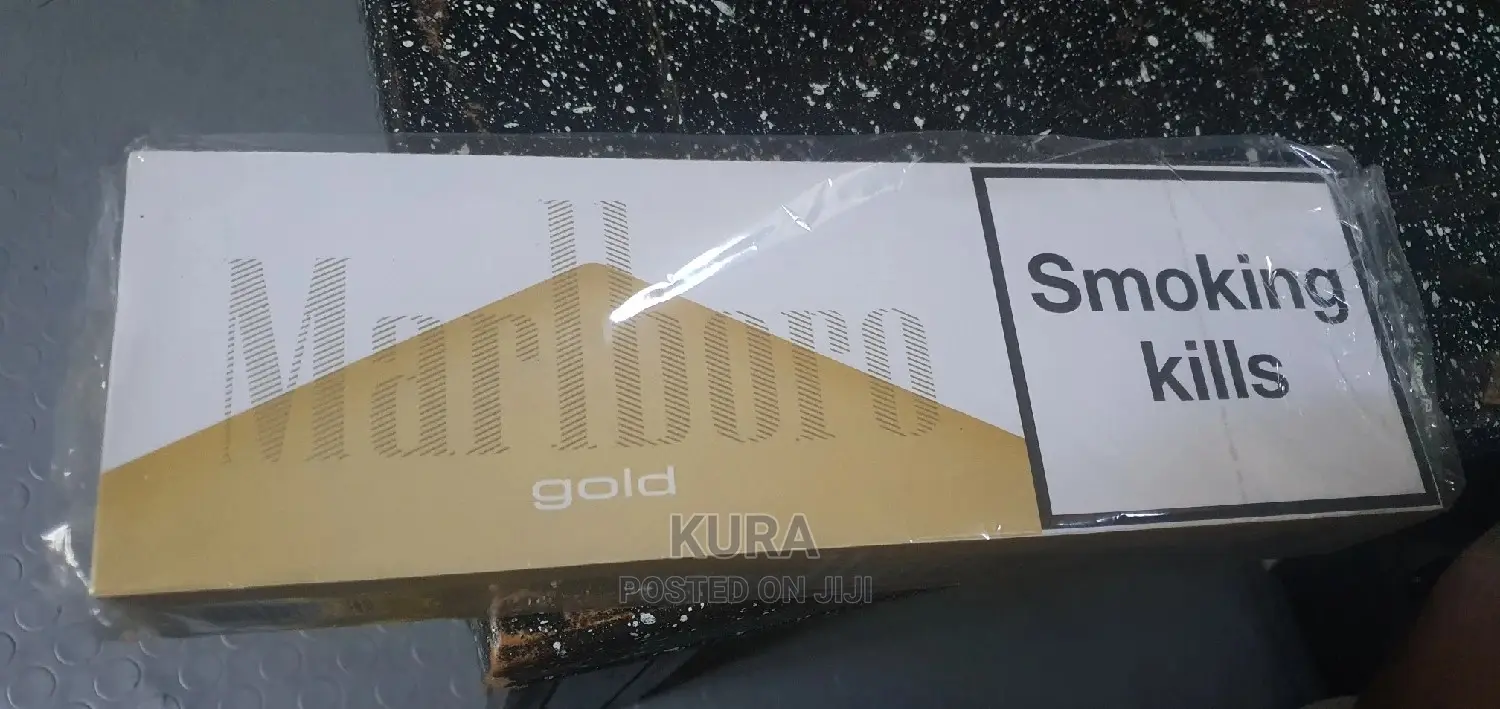 Marlboro
gold
Smoking
kills
KURA
POSTED ON JIJI